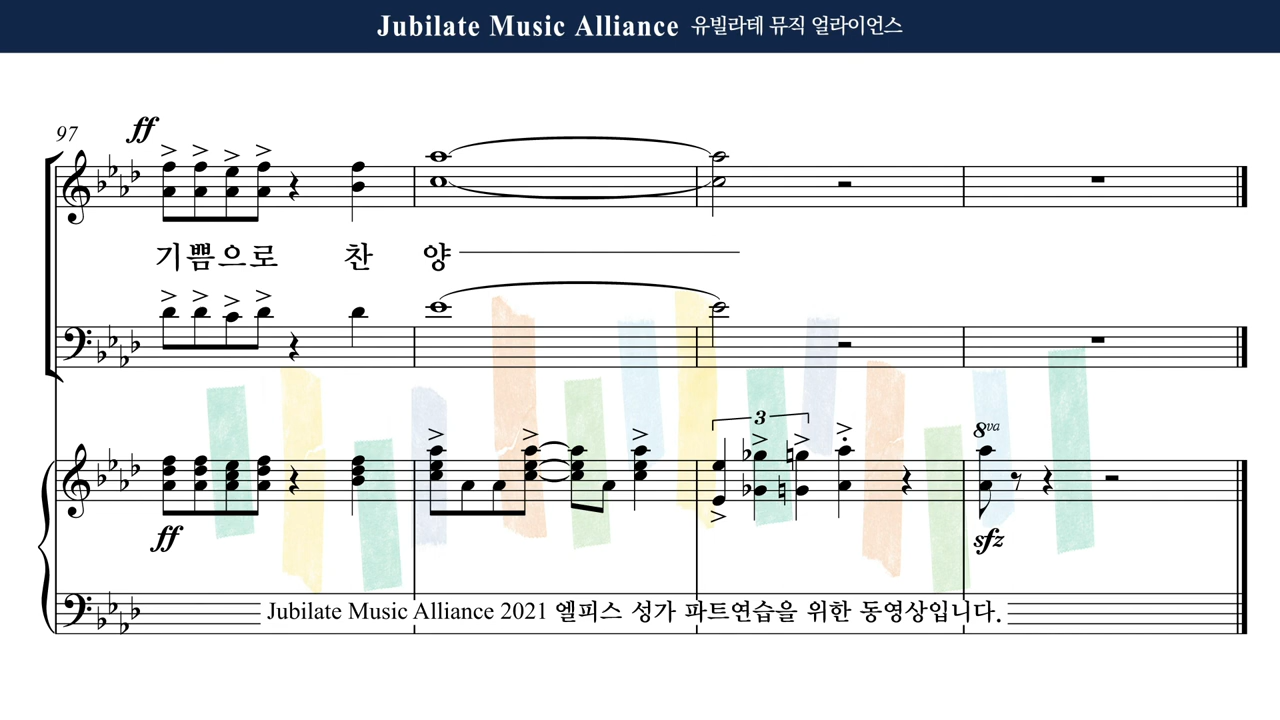 Jubilate Music Alliance 유빌라테 뮤직 얼라이언스
97
ff
기쁨으로 찬 양
3
8va
ff
sfz
Jubilate Music Alliance 2021 엘피스 성가 파트연습을 위한 동영상입니다.